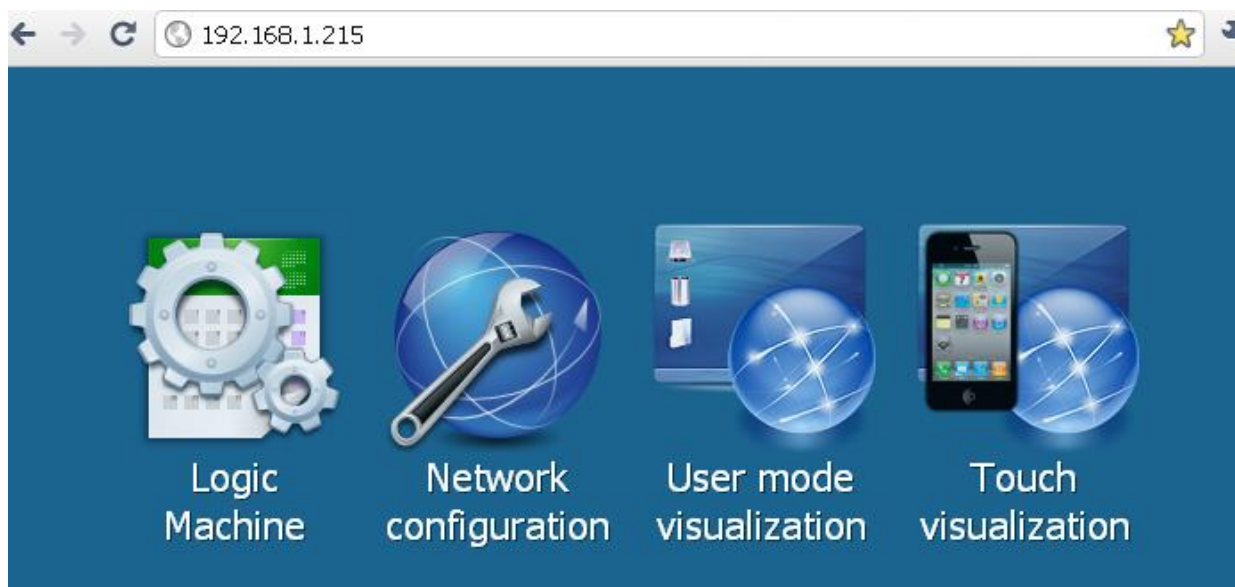 192.168.1.215
Logic
Machine
Network
configuration
User mode
visualization
Touch
visualization